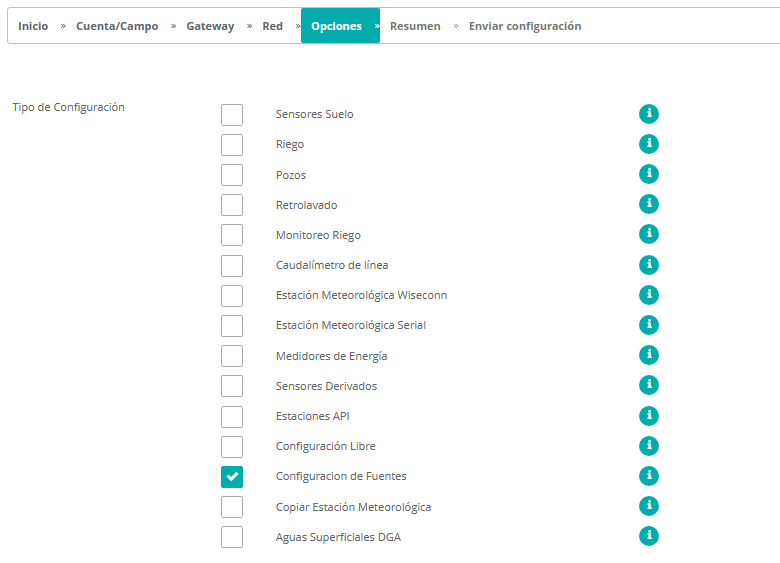 Inicio » Cuenta/Campo » Gateway » Red » Opciones » Resumen » Enviar configuración
Tipo de Configuración
Sensores Suelo
Riego
Pozos
Retrolavado
Monitoreo Riego
Caudalímetro de línea
Estación Meteorológica Wiseconn
Estación Meteorológica Serial
Medidores de Energía
Sensores Derivados
Estaciones API
Configuración Libre
Configuracion de Fuentes
Copiar Estación Meteorológica
Aguas Superficiales DGA